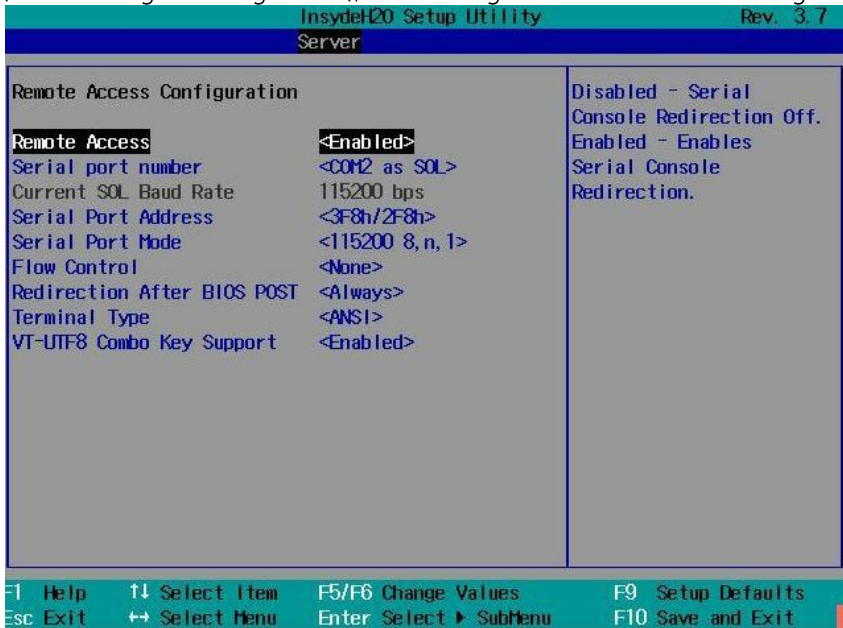 InsydeH2O Setup Utility Rev. 3.7
Server
Remote Access Configuration
Remote Access <Enabled>
Serial port number <COM2 as SOL>
Current SOL Baud Rate 115200 bps
Serial Port Address <3F8h/2F8h>
Serial Port Mode <115200 8,n,1>
Flow Control <None>
Redirection After BIOS POST <Always>
Terminal Type <ANSI>
VT-UTF8 Combo Key Support <Enabled>
Disabled - Serial
Console Redirection Off.
Enabled - Enables
Serial Console
Redirection.
F1 Help ↑↓ Select Item F5/F6 Change Values F9 Setup Defaults
Esc Exit ↔ Select Menu Enter Select ▶ SubMenu F10 Save and Exit